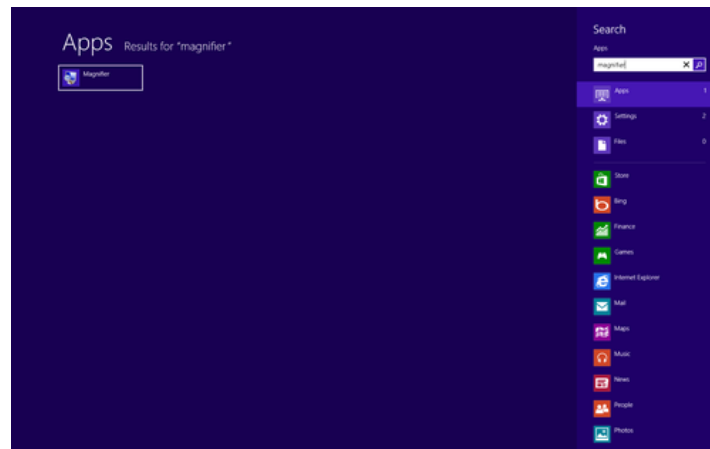 Apps Results for "magnifier"
Magnifier
Search
Apps
magnifier
Apps 1
Settings 2
Files 0
Store
Bing
Finance
Games
Internet Explorer
Mail
Maps
Music
News
People
Photos